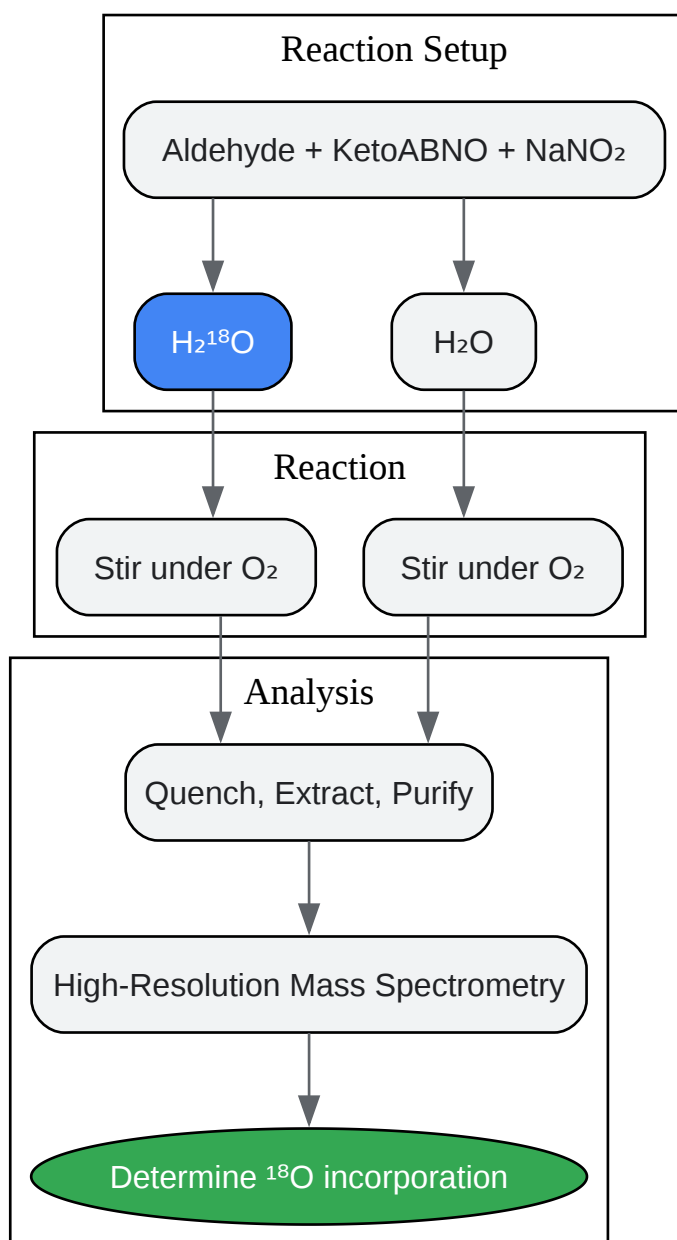 Reaction Setup
Aldehyde + KetoABNO + NaNO₂
H₂¹⁸O
H₂O
Reaction
Stir under O₂
Stir under O₂
Analysis
Quench, Extract, Purify
High-Resolution Mass Spectrometry
Determine ¹⁸O incorporation